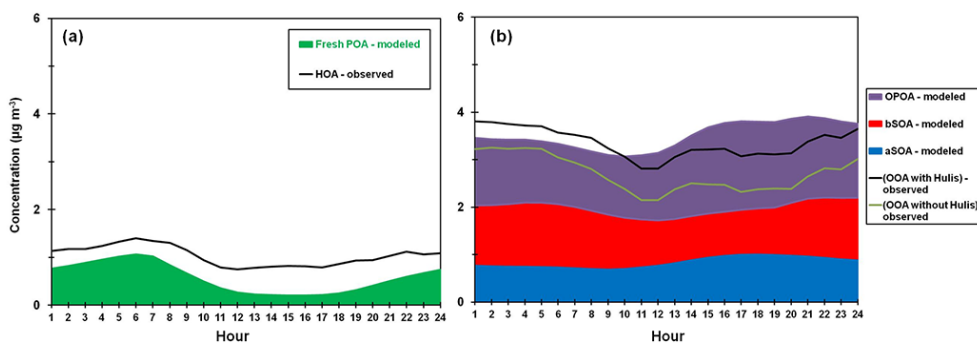 (a)
Fresh POA - modeled
HOA - observed
Concentration (µg m⁻³)
6
4
2
0
1 2 3 4 5 6 7 8 9 10 11 12 13 14 15 16 17 18 19 20 21 22 23 24
Hour
(b)
6
4
2
0
1 2 3 4 5 6 7 8 9 10 11 12 13 14 15 16 17 18 19 20 21 22 23 24
Hour
OPOA - modeled
bSOA - modeled
aSOA - modeled
(OOA with Hulis) -
observed
(OOA without Hulis)
observed